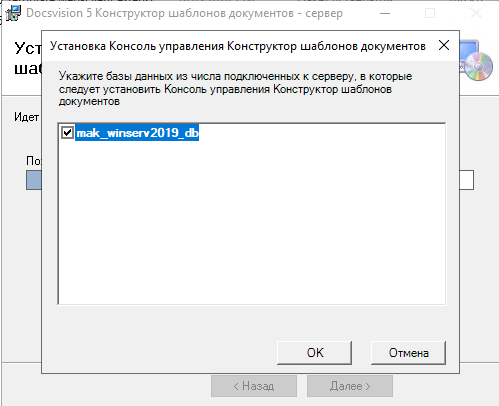 Docsvision 5 Конструктор шаблонов документов - сервер
Уст
шаб
Установка Консоль управления Конструктор шаблонов документов
Укажите базы данных из числа подключенных к серверу, в которые
следует установить Консоль управления Конструктор шаблонов
документов
Идет
mak_winserv2019_db
По
OK
Отмена
< Назад
Далее >